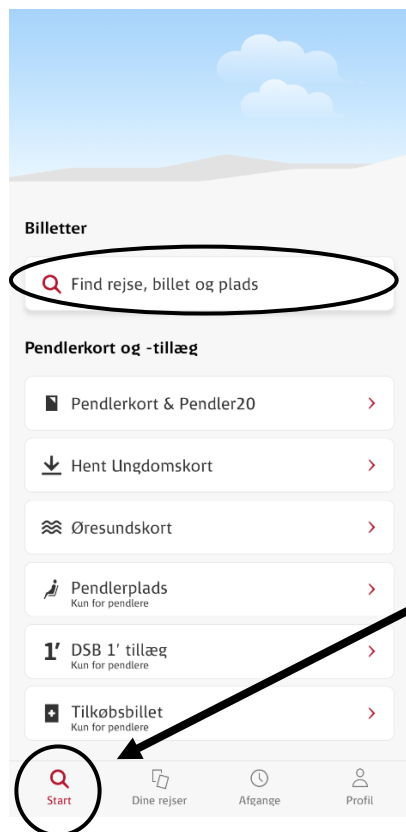 Billetter
Find rejse, billet og plads
Pendlerkort og -tillæg
Pendlerkort & Pendler20
Hent Ungdomskort
Øresundskort
Pendlerplads
Kun for pendlere
1' DSB 1' tillæg
Kun for pendlere
Tilkøbsbillet
Kun for pendlere
Start Dine rejser Afgange Profil